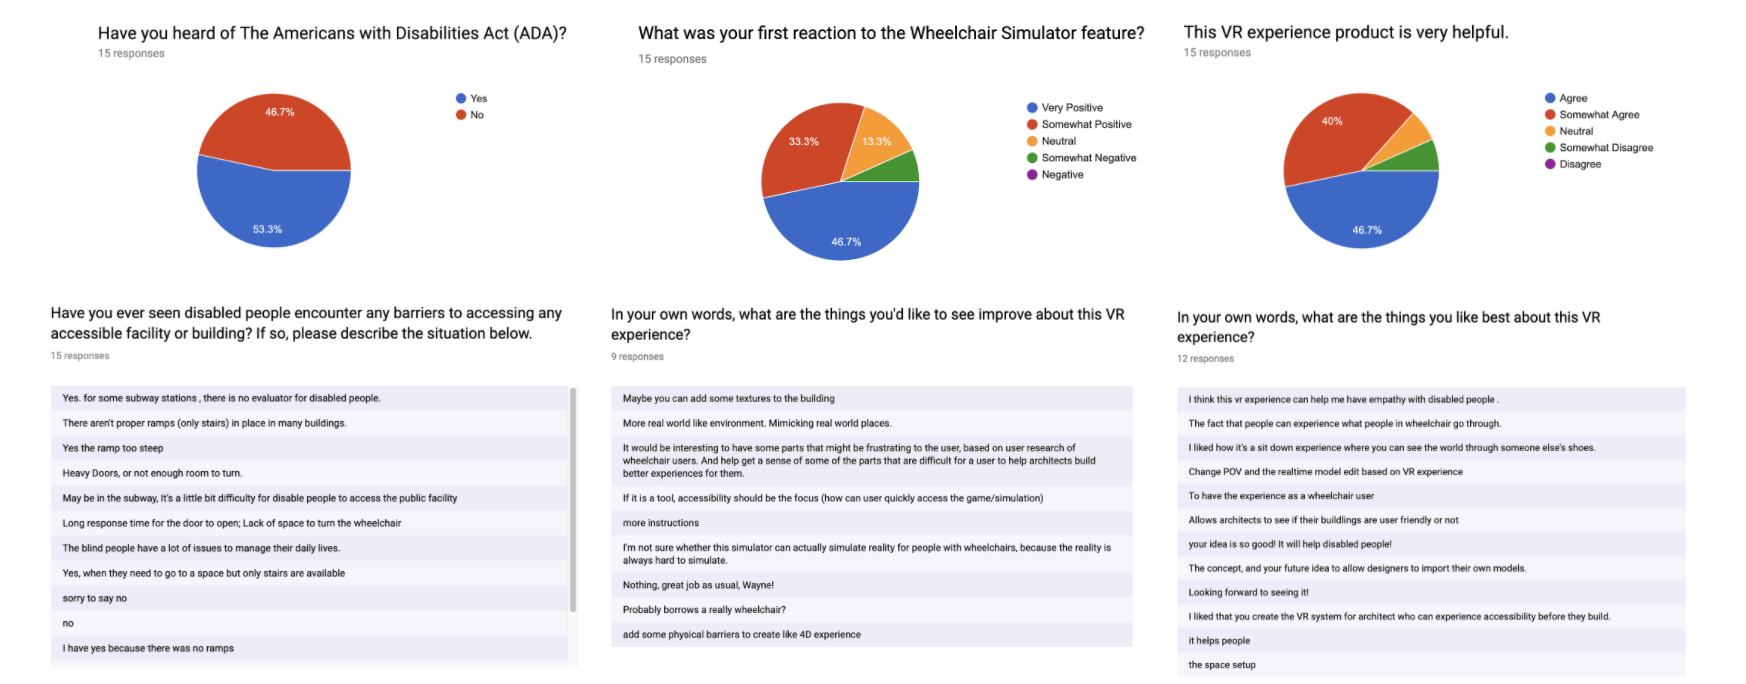 Have you heard of The Americans with Disabilities Act (ADA)?
15 responses
46.7%
53.3%
Yes
No
What was your first reaction to the Wheelchair Simulator feature?
15 responses
33.3%
13.3%
46.7%
Very Positive
Somewhat Positive
Neutral
Somewhat Negative
Negative
This VR experience product is very helpful.
15 responses
40%
46.7%
Agree
Somewhat Agree
Neutral
Somewhat Disagree
Disagree
Have you ever seen disabled people encounter any barriers to accessing any
accessible facility or building? If so, please describe the situation below.
15 responses
Yes. for some subway stations , there is no evaluator for disabled people.
There aren't proper ramps (only stairs) in place in many buildings.
Yes the ramp too steep
Heavy Doors, or not enough room to turn.
May be in the subway, It's a little bit difficulty for disable people to access the public facility
Long response time for the door to open; Lack of space to turn the wheelchair
The blind people have a lot of issues to manage their daily lives.
Yes, when they need to go to a space but only stairs are available
sorry to say no
no
I have yes because there was no ramps
In your own words, what are the things you'd like to see improve about this VR
experience?
9 responses
Maybe you can add some textures to the building
More real world like environment. Mimicking real world places.
It would be interesting to have some parts that might be frustrating to the user, based on user research of
wheelchair users. And help get a sense of some of the parts that are difficult for a user to help architects build
better experiences for them.
If it is a tool, accessibility should be the focus (how can user quickly access the game/simulation)
more instructions
I'm not sure whether this simulator can actually simulate reality for people with wheelchairs, because the reality is
always hard to simulate.
Nothing, great job as usual, Wayne!
Probably borrows a really wheelchair?
add some physical barriers to create like 4D experience
In your own words, what are the things you like best about this VR
experience?
12 responses
I think this vr experience can help me have empathy with disabled people .
The fact that people can experience what people in wheelchair go through.
I liked how it's a sit down experience where you can see the world through someone else's shoes.
Change POV and the realtime model edit based on VR experience
To have the experience as a wheelchair user
Allows architects to see if their buildlings are user friendly or not
your idea is so good! It will help disabled people!
The concept, and your future idea to allow designers to import their own models.
Looking forward to seeing it!
I liked that you create the VR system for architect who can experience accessibility before they build.
it helps people
the space setup